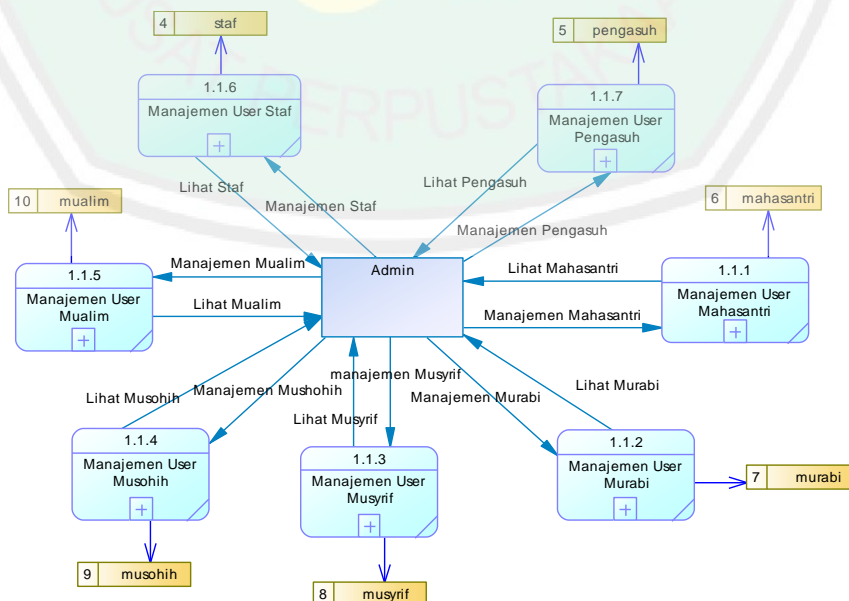 4 staf
5 pengasuh
1.1.6
Manajemen User Staf
1.1.7
Manajemen User
Pengasuh
PERPUSTAKAAN
Lihat Staf
Manajemen Staf
Lihat Pengasuh
Manajemen Pengasuh
10 mualim
6 mahasantri
1.1.5
Manajemen User
Mualim
Manajemen Mualim
Lihat Mualim
Admin
Lihat Mahasantri
Manajemen Mahasantri
1.1.1
Manajemen User
Mahasantri
Lihat Musohih
Manajemen Mushohih
manajemen Musyrif
Lihat Musyrif
Manajemen Murabi
Lihat Murabi
1.1.4
Manajemen User
Musohih
1.1.3
Manajemen User
Musyrif
1.1.2
Manajemen User
Murabi
7 murabi
9 musohih
8 musyrif